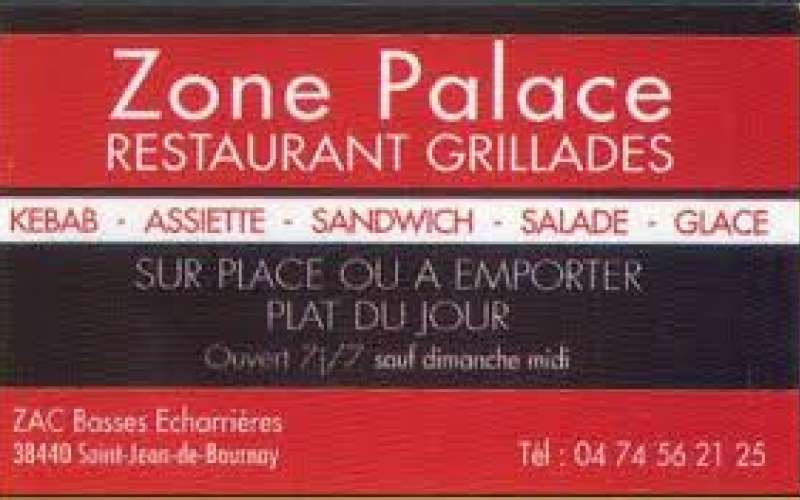 Zone Palace
RESTAURANT GRILLADES
KEBAB - ASSIETTE - SANDWICH - SALADE - GLACE
SUR PLACE OU A EMPORTER
PLAT DU JOUR
Ouvert 7j/7 sauf dimanche midi
ZAC Basses Echarrières
38440 Saint-Jean-de-Bournay
Tél : 04 74 56 21 25